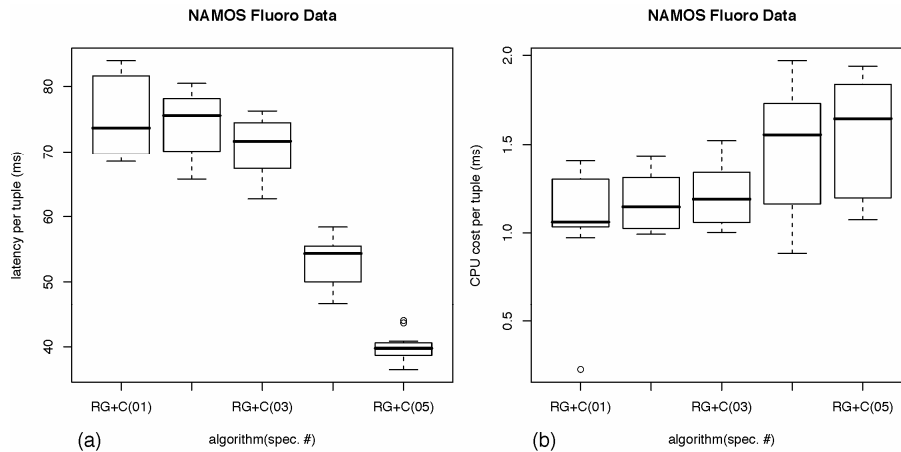 NAMOS Fluoro Data
latency per tuple (ms)
80
70
60
50
40
RG+C(01)
RG+C(03)
RG+C(05)
(a)
algorithm(spec. #)
NAMOS Fluoro Data
CPU cost per tuple (ms)
2.0
1.5
1.0
0.5
RG+C(01)
RG+C(03)
RG+C(05)
(b)
algorithm(spec. #)